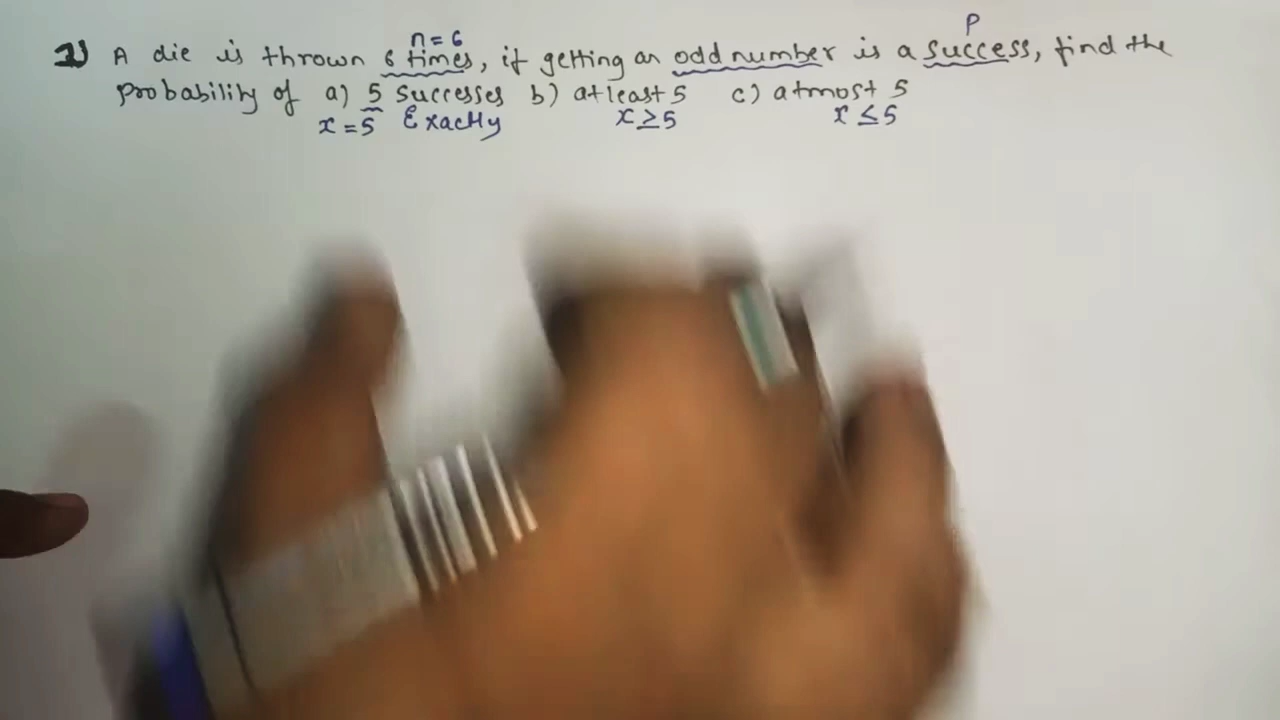 n=6 P
1) A die is thrown 6 times, if getting an odd number is a success, find the
probability of a) 5 successes b) atleast 5 c) atmost 5
x=5 Exactly x≥5 x≤5